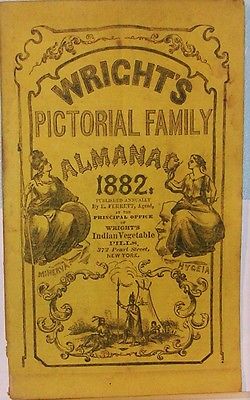 WRIGHT'S
PICTORIAL FAMILY
ALMANAC
1882.
PUBLISHED ANNUALLY
By E. FERRETT, Agent,
AT THE
PRINCIPAL OFFICE
OF
WRIGHT'S
Indian Vegetable
PILLS,
372 Pearl Street,
NEW YORK.
MINERVA
HYGEIA